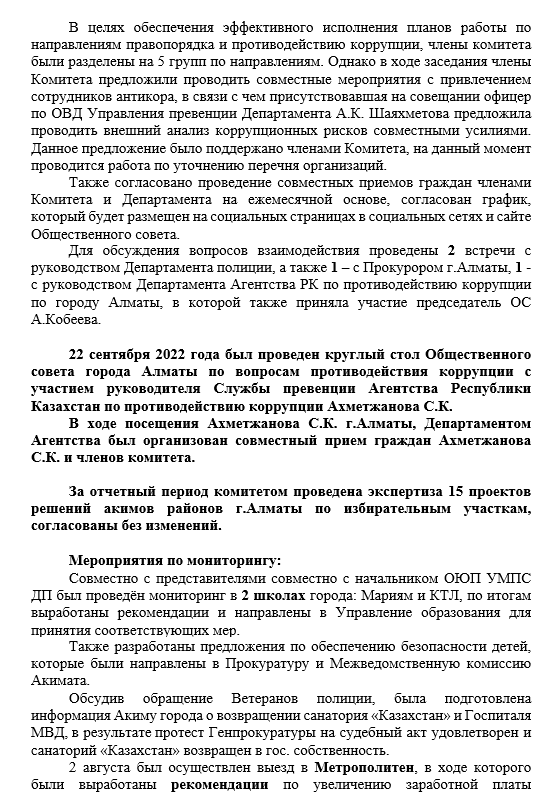 В целях обеспечения эффективного исполнения планов работы по
направлениям правопорядка и противодействию коррупции, члены комитета
были разделены на 5 групп по направлениям. Однако в ходе заседания члены
Комитета предложили проводить совместные мероприятия с привлечением
сотрудников антикора, в связи с чем присутствовавшая на совещании офицер
по ОВД Управления превенции Департамента А.К. Шаяхметова предложила
проводить внешний анализ коррупционных рисков совместными усилиями.
Данное предложение было поддержано членами Комитета, на данный момент
проводится работа по уточнению перечня организаций.
Также согласовано проведение совместных приемов граждан членами
Комитета и Департамента на ежемесячной основе, согласован график,
который будет размещен на социальных страницах в социальных сетях и сайте
Общественного совета.
Для обсуждения вопросов взаимодействия проведены 2 встречи с
руководством Департамента полиции, а также 1 – с Прокурором г.Алматы, 1 -
с руководством Департамента Агентства РК по противодействию коррупции
по городу Алматы, в которой также приняла участие председатель ОС
А.Кобеева.
22 сентября 2022 года был проведен круглый стол Общественного
совета города Алматы по вопросам противодействия коррупции с
участием руководителя Службы превенции Агентства Республики
Казахстан по противодействию коррупции Ахметжанова С.К.
В ходе посещения Ахметжанова С.К. г.Алматы, Департаментом
Агентства был организован совместный прием граждан Ахметжанова
С.К. и членов комитета.
За отчетный период комитетом проведена экспертиза 15 проектов
решений акимов районов г.Алматы по избирательным участкам,
согласованы без изменений.
Мероприятия по мониторингу:
Совместно с представителями совместно с начальником ОЮП УМПС
ДП был проведён мониторинг в 2 школах города: Мариям и КТЛ, по итогам
выработаны рекомендации и направлены в Управление образования для
принятия соответствующих мер.
Также разработаны предложения по обеспечению безопасности детей,
которые были направлены в Прокуратуру и Межведомственную комиссию
Акимата.
Обсудив обращение Ветеранов полиции, была подготовлена
информация Акиму города о возвращении санатория «Казахстан» и Госпиталя
МВД, в результате протест Генпрокуратуры на судебный акт удовлетворен и
санаторий «Казахстан» возвращен в гос. собственность.
2 августа был осуществлен выезд в Метрополитен, в ходе которого
были выработаны рекомендации по увеличению заработной платы